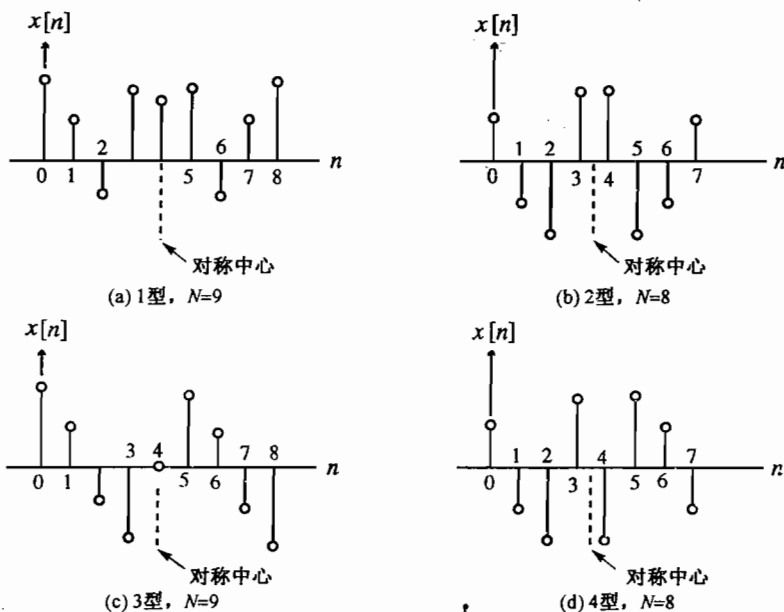 x[n]
2 6
0 1 5 7 8 n
对称中心
(a) 1型，N=9
x[n]
1 2 5 6
0 3 4 7 n
对称中心
(b) 2型，N=8
x[n]
3 4 7 8
0 1 5 6 n
对称中心
(c) 3型，N=9
x[n]
1 2 4 7
0 3 5 6 n
对称中心
(d) 4型，N=8